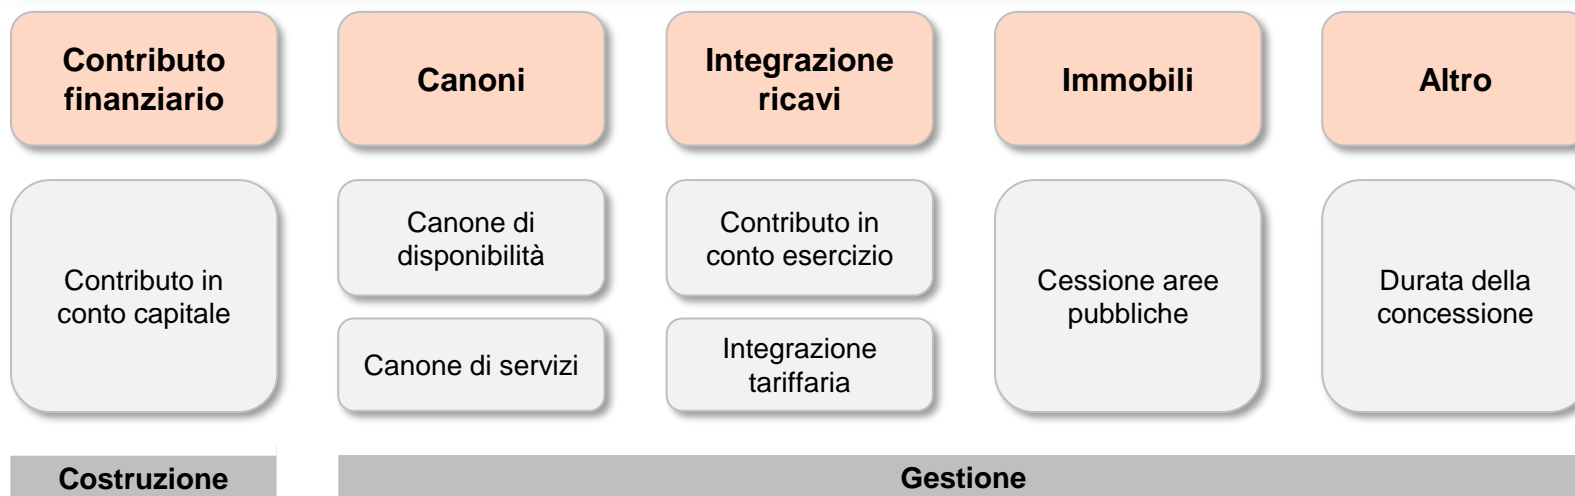 Contributo
finanziario
Canoni
Integrazione
ricavi
Immobili
Altro
Contributo in
conto capitale
Canone di
disponibilità
Canone di servizi
Contributo in
conto esercizio
Integrazione
tariffaria
Cessione aree
pubbliche
Durata della
concessione
Costruzione
Gestione